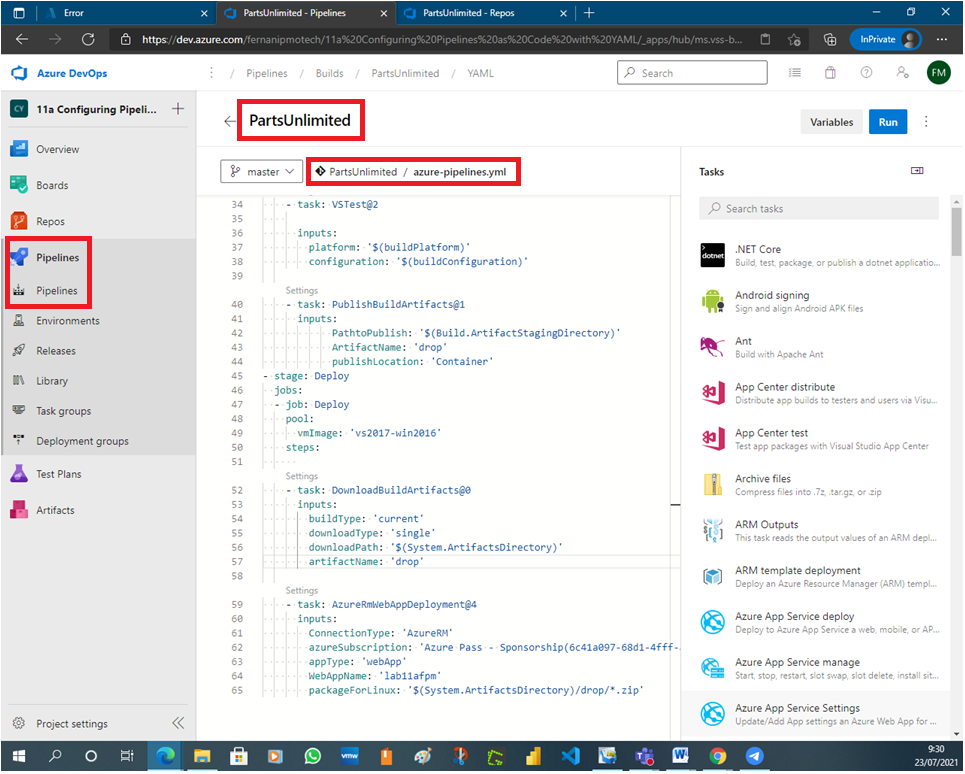 Error
PartsUnlimited - Pipelines
PartsUnlimited - Repos
https://dev.azure.com/fernanipmotech/11a%20Configuring%20Pipelines%20as%20Code%20with%20YAML/_apps/hub/ms.vss-b...
InPrivate
Azure DevOps
/ Pipelines / Builds / PartsUnlimited / YAML
Search
FM
CY
11a Configuring Pipeli...
Overview
Boards
Repos
Pipelines
Pipelines
Environments
Releases
Library
Task groups
Deployment groups
Test Plans
Artifacts
Project settings
PartsUnlimited
Variables
Run
master
PartsUnlimited / azure-pipelines.yml
34 - task: VSTest@2
35
36 inputs:
37 platform: '$(buildPlatform)'
38 configuration: '$(buildConfiguration)'
39
Settings
40 - task: PublishBuildArtifacts@1
41 inputs:
42 PathtoPublish: '$(Build.ArtifactStagingDirectory)'
43 ArtifactName: 'drop'
44 publishLocation: 'Container'
45 - stage: Deploy
46 jobs:
47 - job: Deploy
48 pool:
49 vmImage: 'vs2017-win2016'
50 steps:
51
Settings
52 - task: DownloadBuildArtifacts@0
53 inputs:
54 buildType: 'current'
55 downloadType: 'single'
56 downloadPath: '$(System.ArtifactsDirectory)'
57 artifactName: 'drop'
58
Settings
59 - task: AzureRmWebAppDeployment@4
60 inputs:
61 ConnectionType: 'AzureRM'
62 azureSubscription: 'Azure Pass - Sponsorship(6c41a097-68d1-4fff-
63 appType: 'webApp'
64 WebAppName: 'lab11afpm'
65 packageForLinux: '$(System.ArtifactsDirectory)/drop/*.zip'
Tasks
Search tasks
dotnet
.NET Core
Build, test, package, or publish a dotnet applicatio...
Android signing
Sign and align Android APK files
Ant
Build with Apache Ant
App Center distribute
Distribute app builds to testers and users via Visu...
App Center test
Test app packages with Visual Studio App Center
Archive files
Compress files into .7z, .tar.gz, or .zip
ARM Outputs
This task reads the output values of an ARM depl...
ARM template deployment
Deploy an Azure Resource Manager (ARM) templ...
Azure App Service deploy
Deploy to Azure App Service a web, mobile, or AP...
Azure App Service manage
Start, stop, restart, slot swap, slot delete, install sit...
Azure App Service Settings
Update/Add App settings an Azure Web App for ...
vmw
9:30
23/07/2021